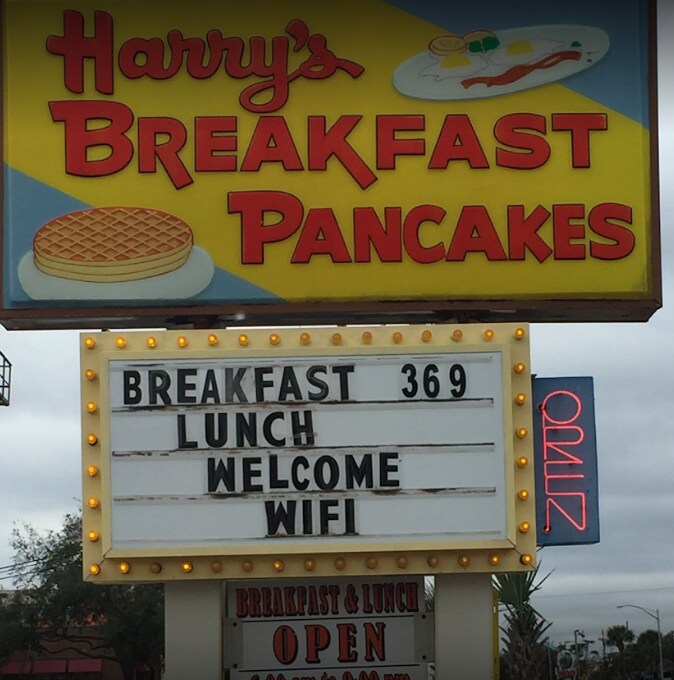 Harry's
BREAKFAST
PANCAKES
BREAKFAST 369
LUNCH
WELCOME
WIFI
OPEN
BREAKFAST & LUNCH
OPEN